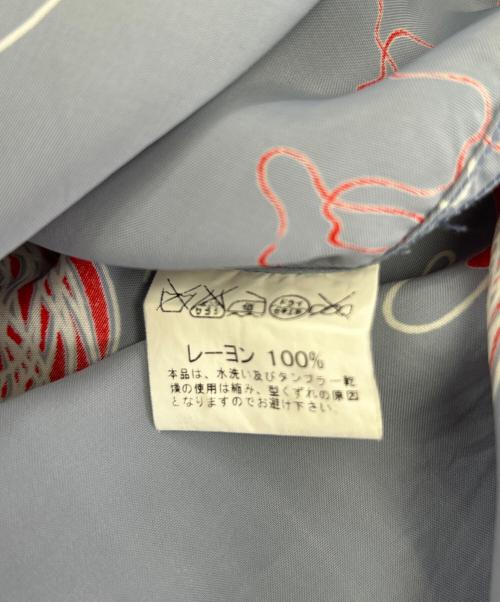 レーヨン 100%
本品は、水洗い及びタンブラー乾
燥の使用は縮み、型くずれの原因
となりますのでお避け下さい。